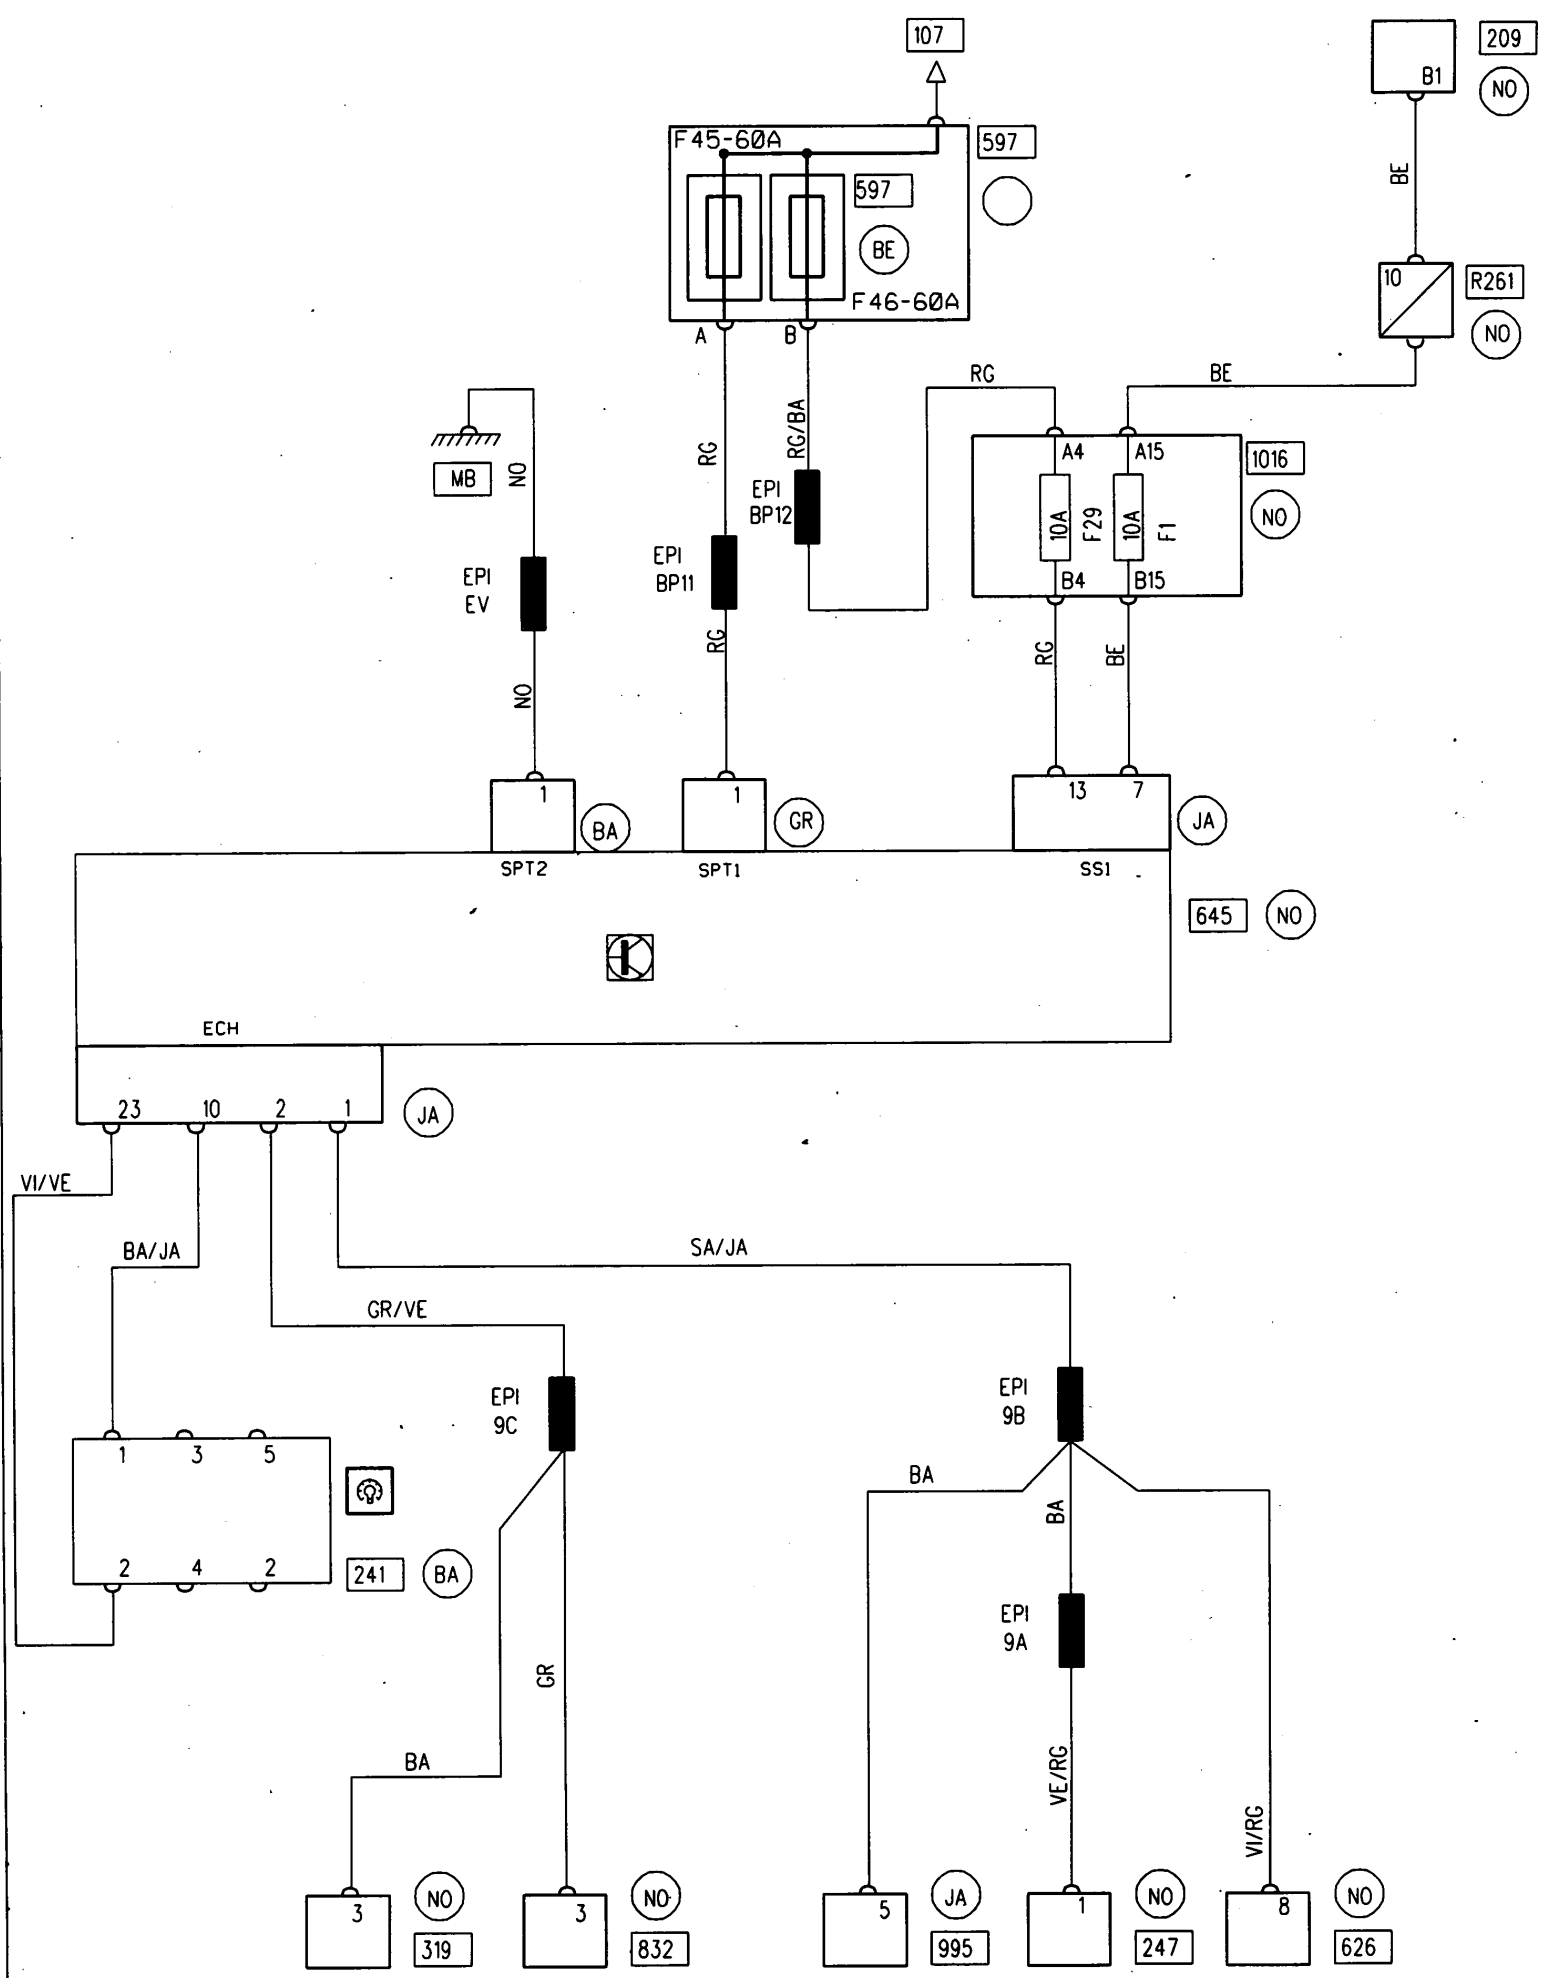 107
209
B1
NO
F45-60A
597
597
BE
F46-60A
BE
10
R261
NO
A
B
RG
BE
MB
NO
RG
RG/BA
EPI
BP12
A4
A15
1016
10A
F29
10A
F1
NO
B4
B15
EPI
BP11
EPI
EV
RG
RG
BE
NO
1
BA
1
GR
13
7
JA
SPT2
SPT1
SS1
645
NO
ECH
23
10
2
1
JA
VI/VE
BA/JA
SA/JA
GR/VE
EPI
9C
EPI
9B
1
3
5
BA
BA
2
4
2
241
BA
EPI
9A
GR
BA
VE/RG
VI/RG
3
NO
319
3
NO
832
5
JA
995
1
NO
247
8
NO
626